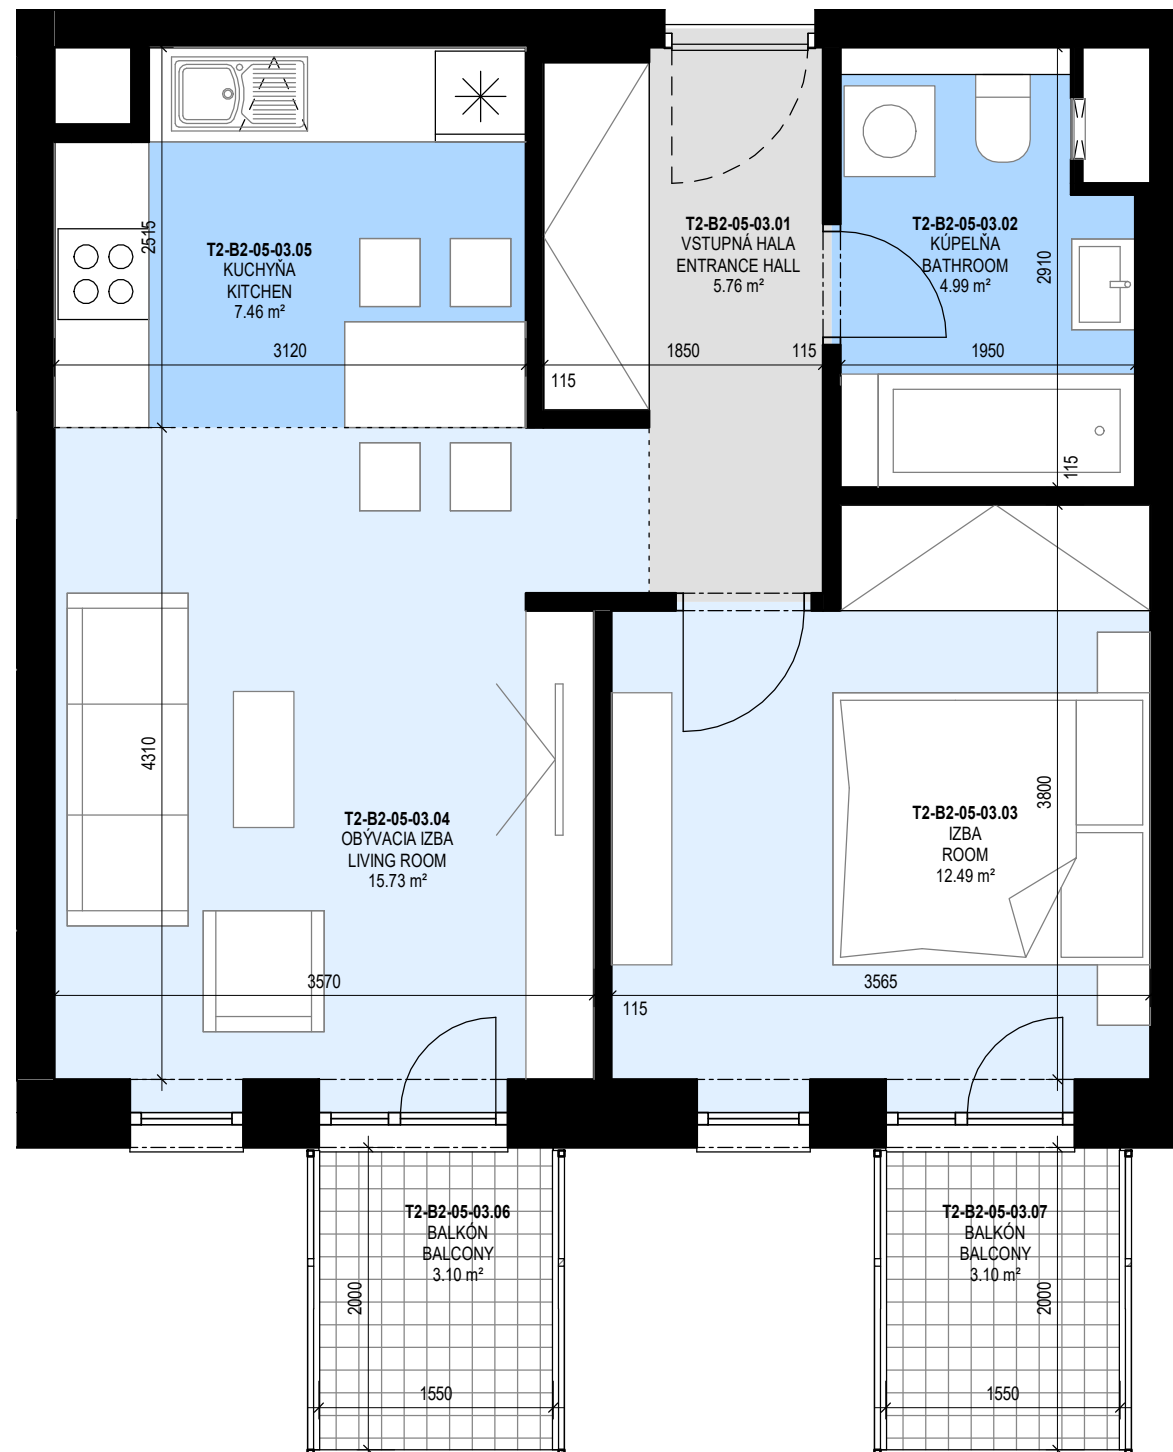 T2-B2-05-03.05
KUCHYŇA
KITCHEN
7.46 m²
2515
3120
T2-B2-05-03.01
VSTUPNÁ HALA
ENTRANCE HALL
5.76 m²
1850
115
115
T2-B2-05-03.02
KÚPEĽŇA
BATHROOM
4.99 m²
2910
1950
115
4310
T2-B2-05-03.04
OBÝVACIA IZBA
LIVING ROOM
15.73 m²
3570
T2-B2-05-03.03
IZBA
ROOM
12.49 m²
3800
3565
115
T2-B2-05-03.06
BALKÓN
BALCONY
3.10 m²
2000
1550
T2-B2-05-03.07
BALKÓN
BALCONY
3.10 m²
2000
1550